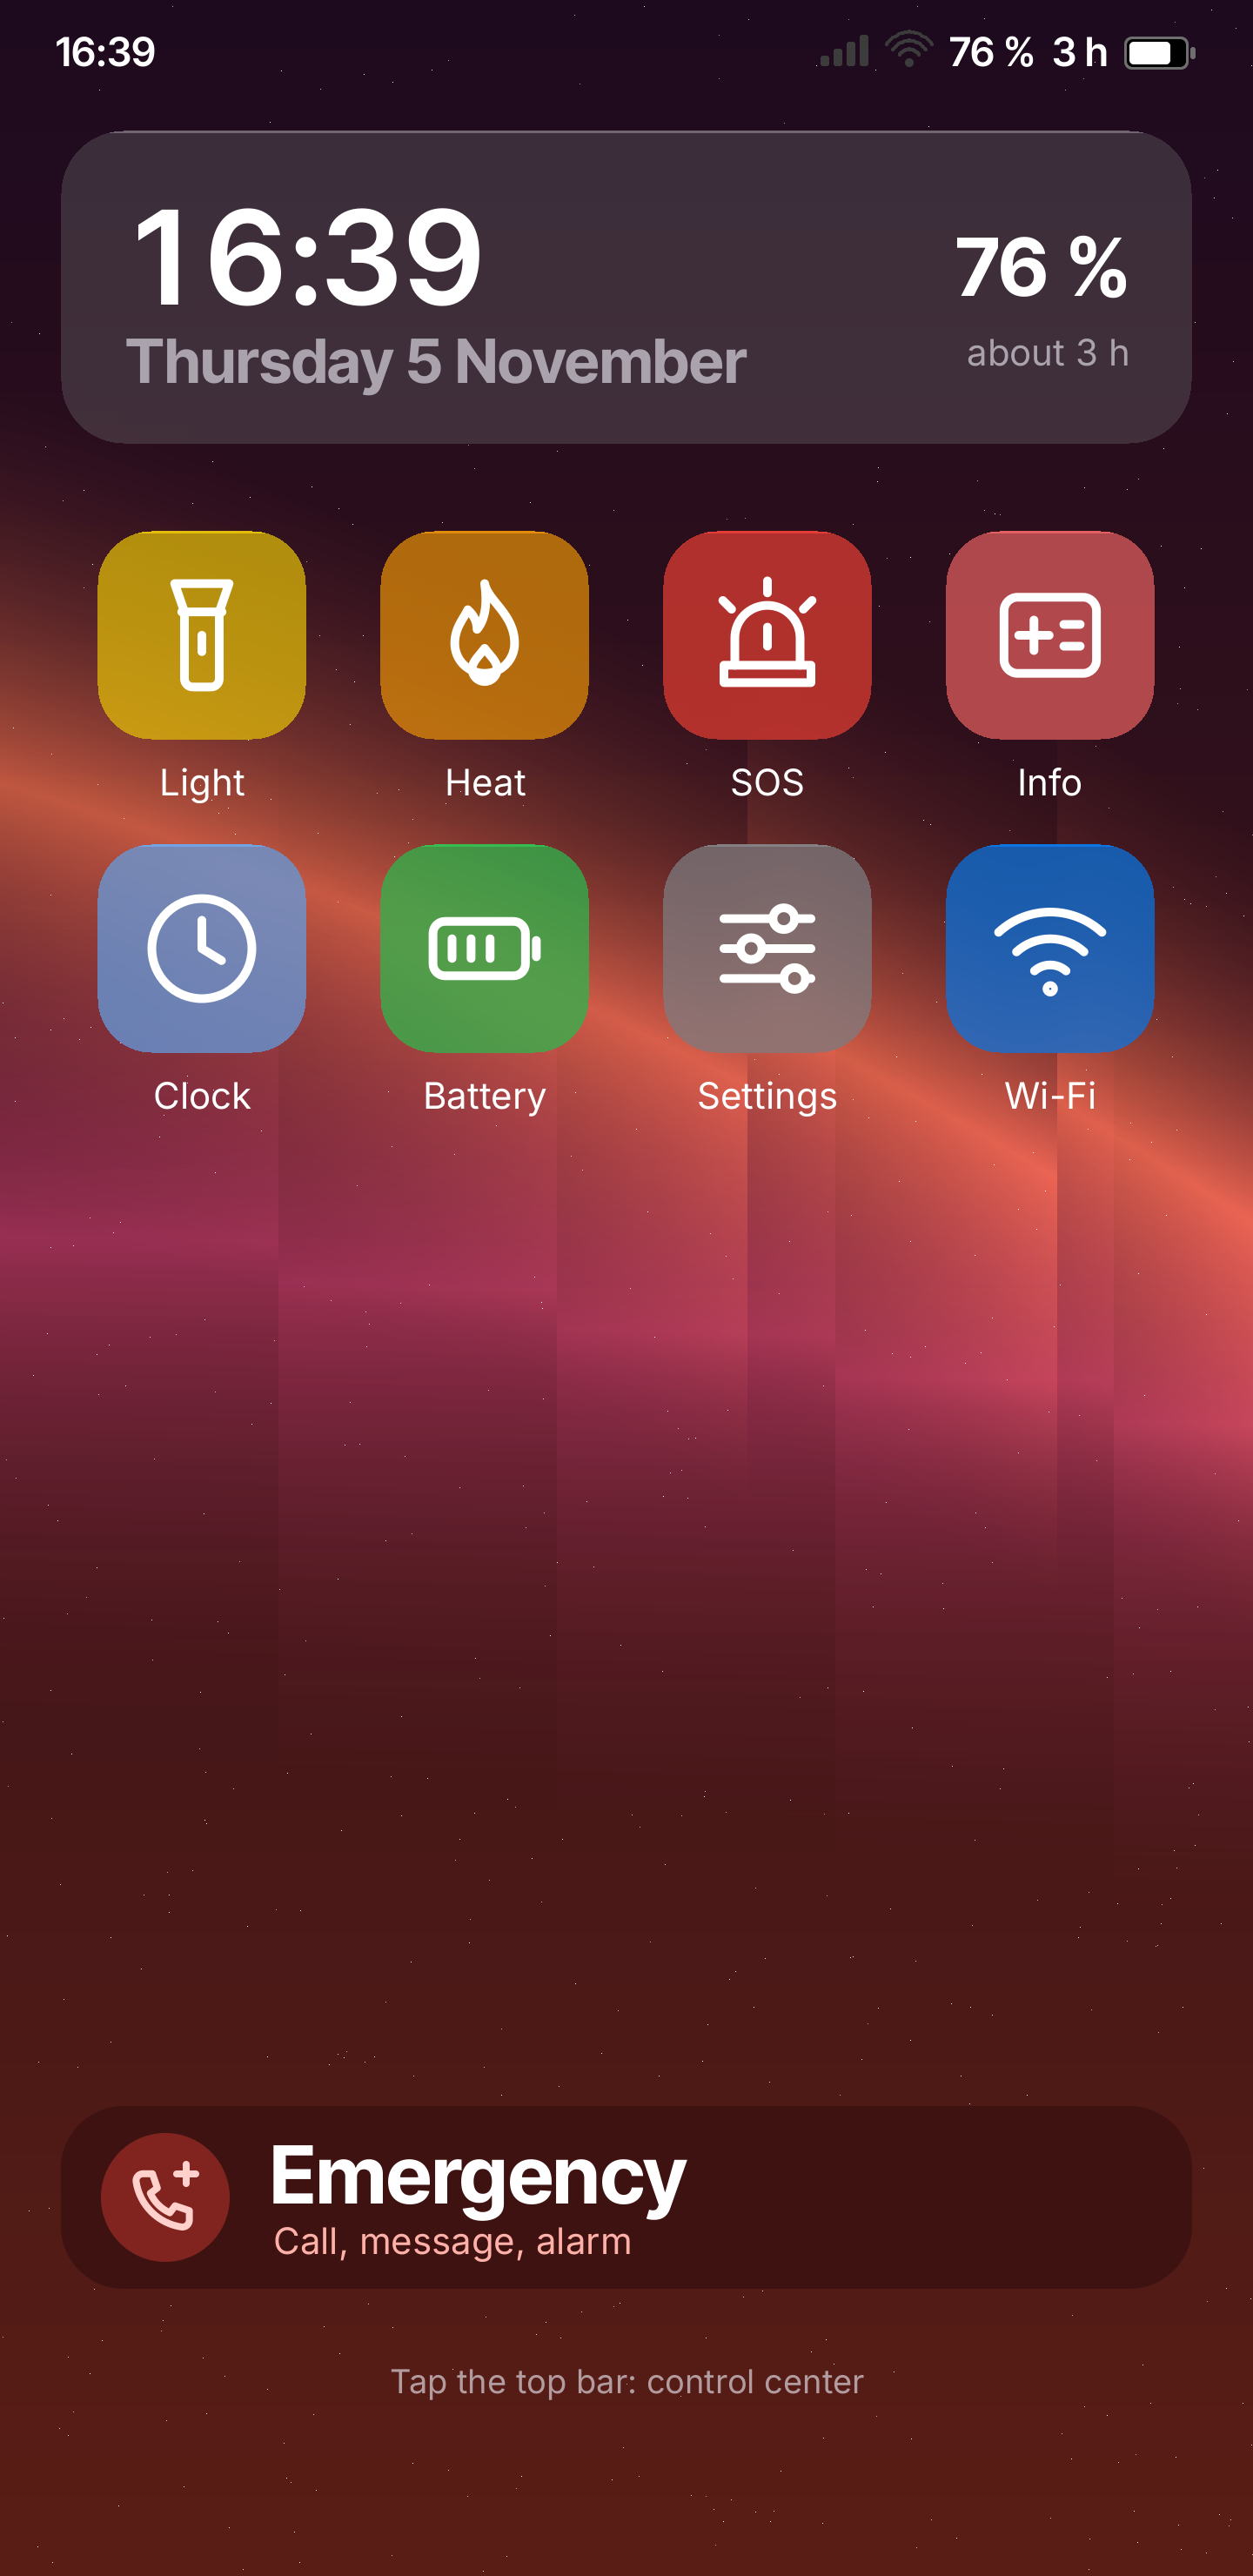 16:39 76 % 3 h
16:39
76 %
Thursday 5 November
about 3 h
Light Heat SOS Info
Clock Battery Settings Wi-Fi
Emergency
Call, message, alarm
Tap the top bar: control center